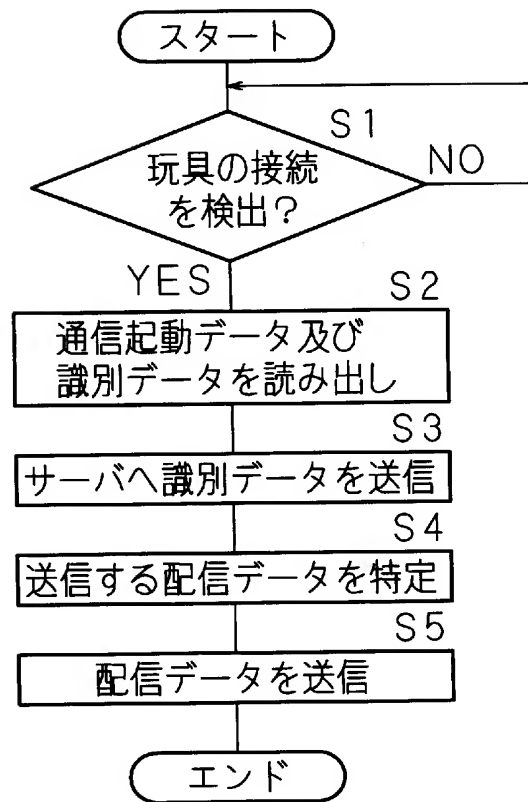 スタート
S1
玩具の接続
を検出?
NO
YES
S2
通信起動データ及び
識別データを読み出し
S3
サーバへ識別データを送信
S4
送信する配信データを特定
S5
配信データを送信
エンド